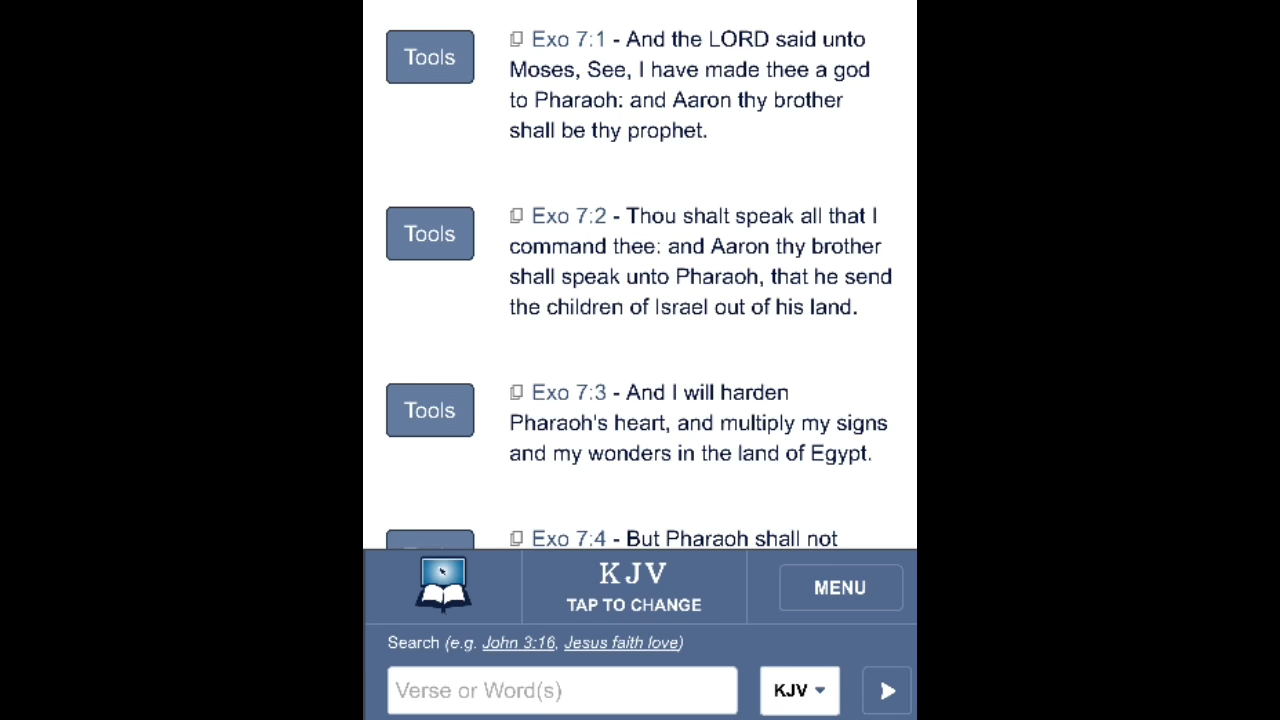 Tools
Exo 7:1 - And the LORD said unto
Moses, See, I have made thee a god
to Pharaoh: and Aaron thy brother
shall be thy prophet.
Tools
Exo 7:2 - Thou shalt speak all that I
command thee: and Aaron thy brother
shall speak unto Pharaoh, that he send
the children of Israel out of his land.
Tools
Exo 7:3 - And I will harden
Pharaoh's heart, and multiply my signs
and my wonders in the land of Egypt.
Exo 7:4 - But Pharaoh shall not
KJV
TAP TO CHANGE
MENU
Search (e.g. John 3:16, Jesus faith love)
Verse or Word(s)
KJV